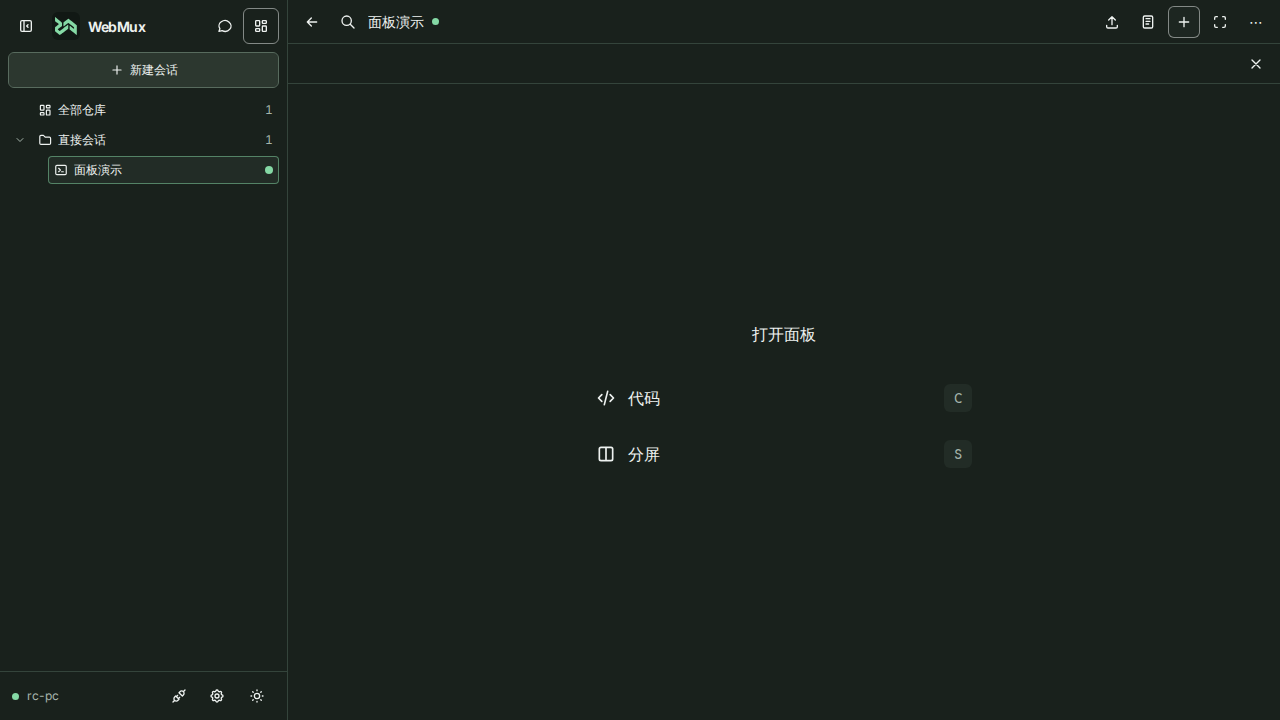 WebMux
新建会话
全部仓库 1
直接会话 1
面板演示
rc-pc
面板演示
打开面板
代码 C
分屏 S